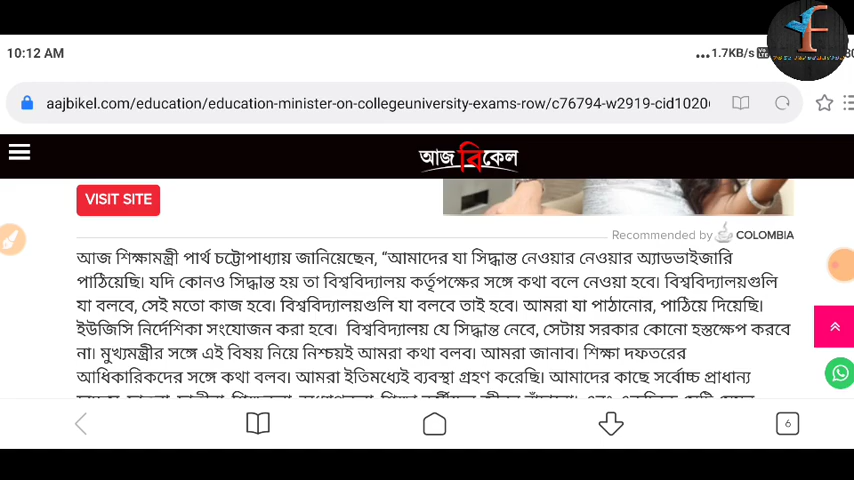 10:12 AM
...1.7KB/s
aajbikel.com/education/education-minister-on-collegeuniversity-exams-row/c76794-w2919-cid1020
আজ বিকেল
VISIT SITE
Recommended by COLOMBIA
আজ শিক্ষামন্ত্রী পার্থ চট্টোপাধ্যায় জানিয়েছেন, “আমাদের যা সিদ্ধান্ত নেওয়ার নেওয়ার অ্যাডভাইজারি
পাঠিয়েছি। যদি কোনও সিদ্ধান্ত হয় তা বিশ্ববিদ্যালয় কর্তৃপক্ষের সঙ্গে কথা বলে নেওয়া হবে। বিশ্ববিদ্যালয়গুলি
যা বলবে, সেই মতো কাজ হবে। বিশ্ববিদ্যালয়গুলি যা বলবে তাই হবে। আমরা যা পাঠানোর, পাঠিয়ে দিয়েছি।
ইউজিসি নির্দেশিকা সংযোজন করা হবে। বিশ্ববিদ্যালয় যে সিদ্ধান্ত নেবে, সেটায় সরকার কোনো হস্তক্ষেপ করবে
না। মুখ্যমন্ত্রীর সঙ্গে এই বিষয় নিয়ে নিশ্চয়ই আমরা কথা বলব। আমরা জানাব। শিক্ষা দফতরের
আধিকারিকদের সঙ্গে কথা বলব। আমরা ইতিমধ্যেই ব্যবস্থা গ্রহণ করেছি। আমাদের কাছে সর্বোচ্চ প্রাধান্য
6